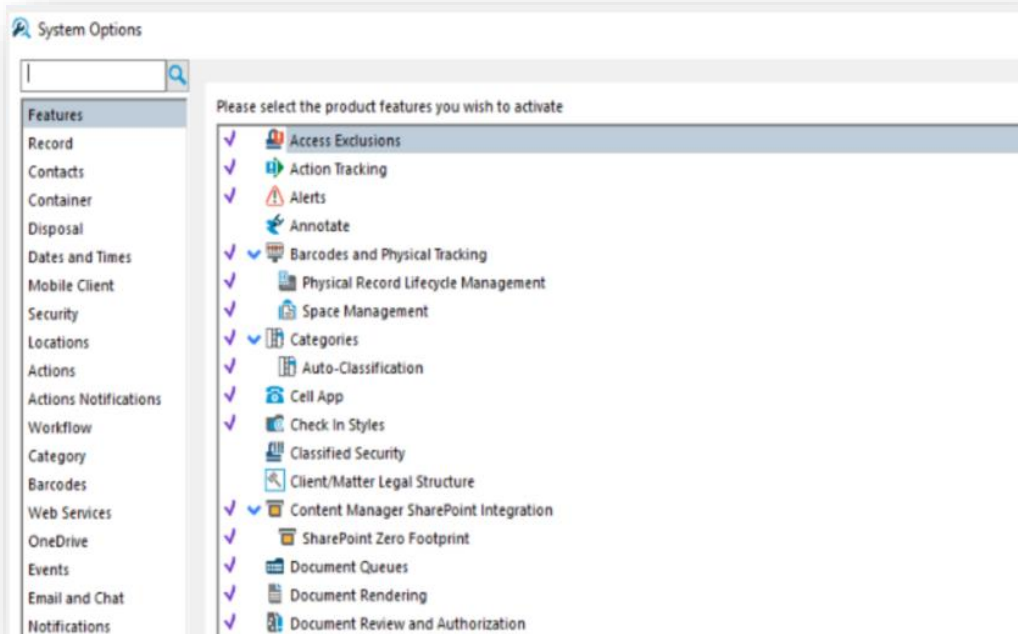 System Options
Features
Record
Contacts
Container
Disposal
Dates and Times
Mobile Client
Security
Locations
Actions
Actions Notifications
Workflow
Category
Barcodes
Web Services
OneDrive
Events
Email and Chat
Notifications
Please select the product features you wish to activate
Access Exclusions
Action Tracking
Alerts
Annotate
Barcodes and Physical Tracking
Physical Record Lifecycle Management
Space Management
Categories
Auto-Classification
Cell App
Check In Styles
Classified Security
Client/Matter Legal Structure
Content Manager SharePoint Integration
SharePoint Zero Footprint
Document Queues
Document Rendering
Document Review and Authorization